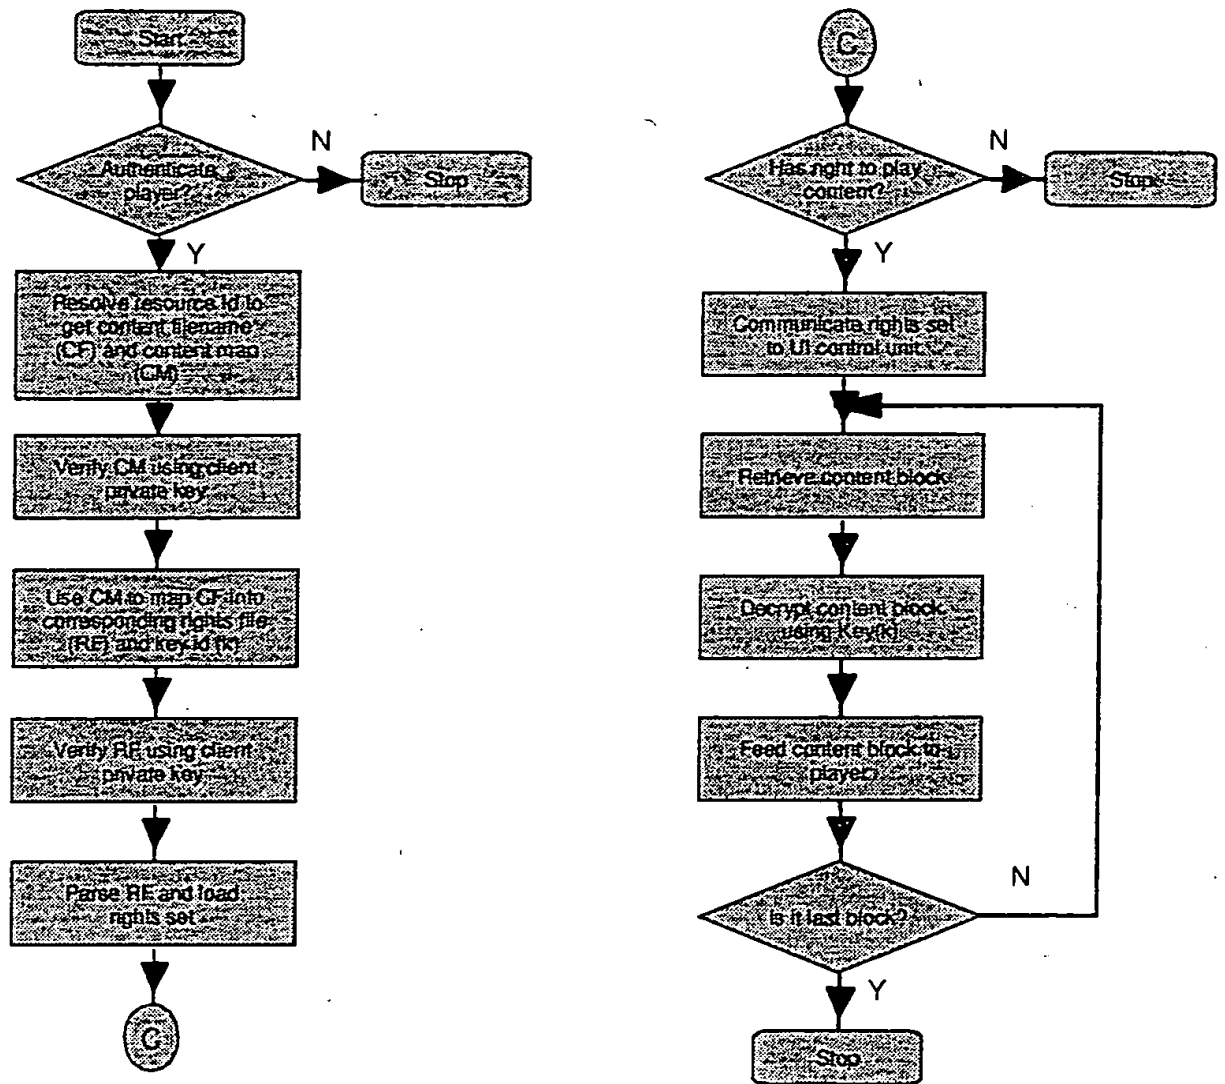 Start
Authenticate
player?
N
Stop
Y
Resolve resource id to
get content filename
(CF) and content map
(CM)
Verify CM using client
private key
Use CM to map CF into
corresponding rights file
(RF) and key id (k)
Verify RF using client
private key
Parse RF and load
rights set
C
C
Has right to play
content?
N
Stop
Y
Communicate rights set
to UI control unit
Retrieve content block
Decrypt content block
using Key(k)
Feed content block to
player
Is it last block?
N
Y
Stop